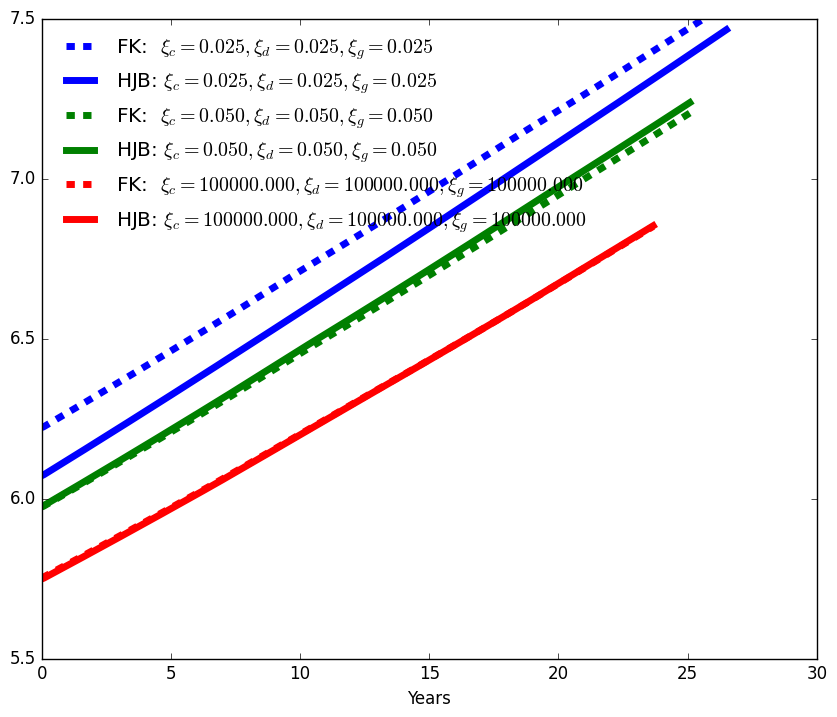 7.5
FK: ξ_c = 0.025, ξ_d = 0.025, ξ_g = 0.025
HJB: ξ_c = 0.025, ξ_d = 0.025, ξ_g = 0.025
FK: ξ_c = 0.050, ξ_d = 0.050, ξ_g = 0.050
HJB: ξ_c = 0.050, ξ_d = 0.050, ξ_g = 0.050
7.0
FK: ξ_c = 100000.000, ξ_d = 100000.000, ξ_g = 100000.000
HJB: ξ_c = 100000.000, ξ_d = 100000.000, ξ_g = 100000.000
6.5
6.0
5.5
0 5 10 15 20 25 30
Years